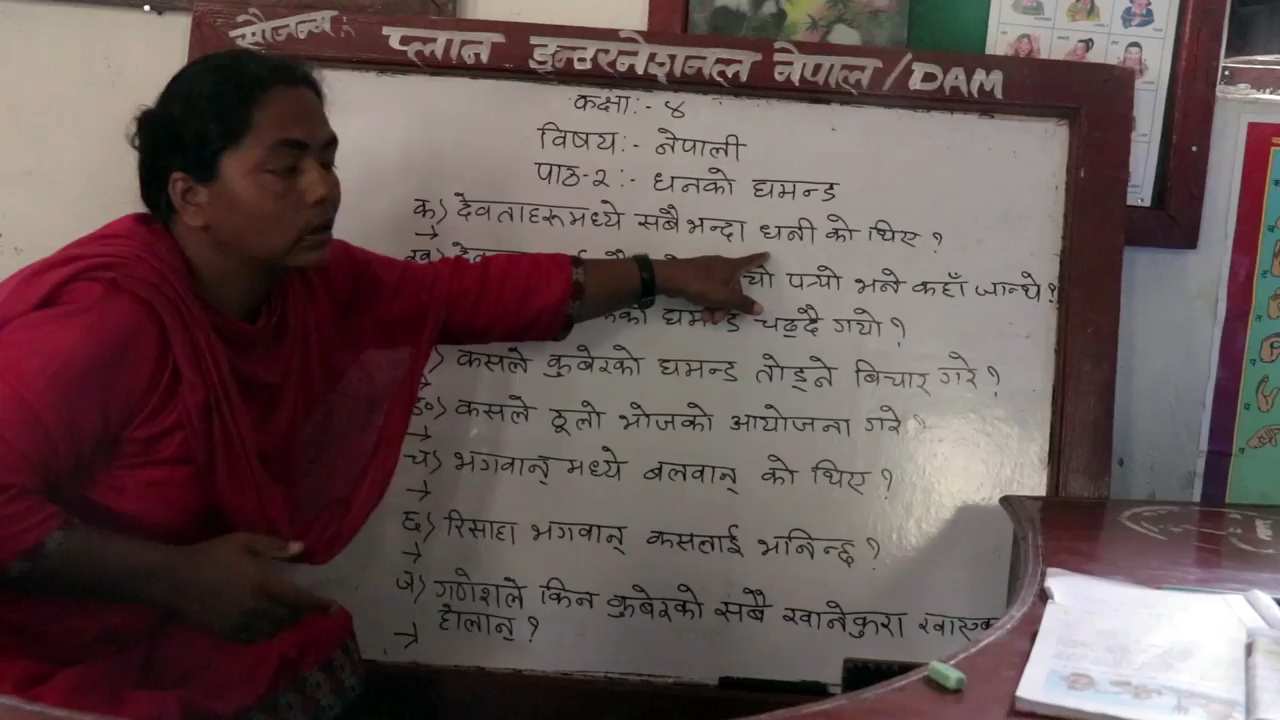 सौजन्य :
प्लान इन्टरनेशनल नेपाल / DAM
कक्षा:- ४
विषय:- नेपाली
पाठ-२:- धनको घमन्ड
क) देवताहरूमध्ये सबैभन्दा धनी को थिए ?
→
ख) पऱ्यो भने कहाँ जान्थे ?
घमन्ड चढ्दै गयो ?
कसले कुबेरको घमन्ड तोड्ने बिचार गरे ?
→
ङ) कसले ठूलो भोजको आयोजना गरे ?
→
च) भगवान् मध्ये बलवान् को थिए ?
→
छ) रिसाहा भगवान् कसलाई भनिन्छ ?
→
ज) गणेशले किन कुबेरको सबै खानेकुरा
होलान् ?
→